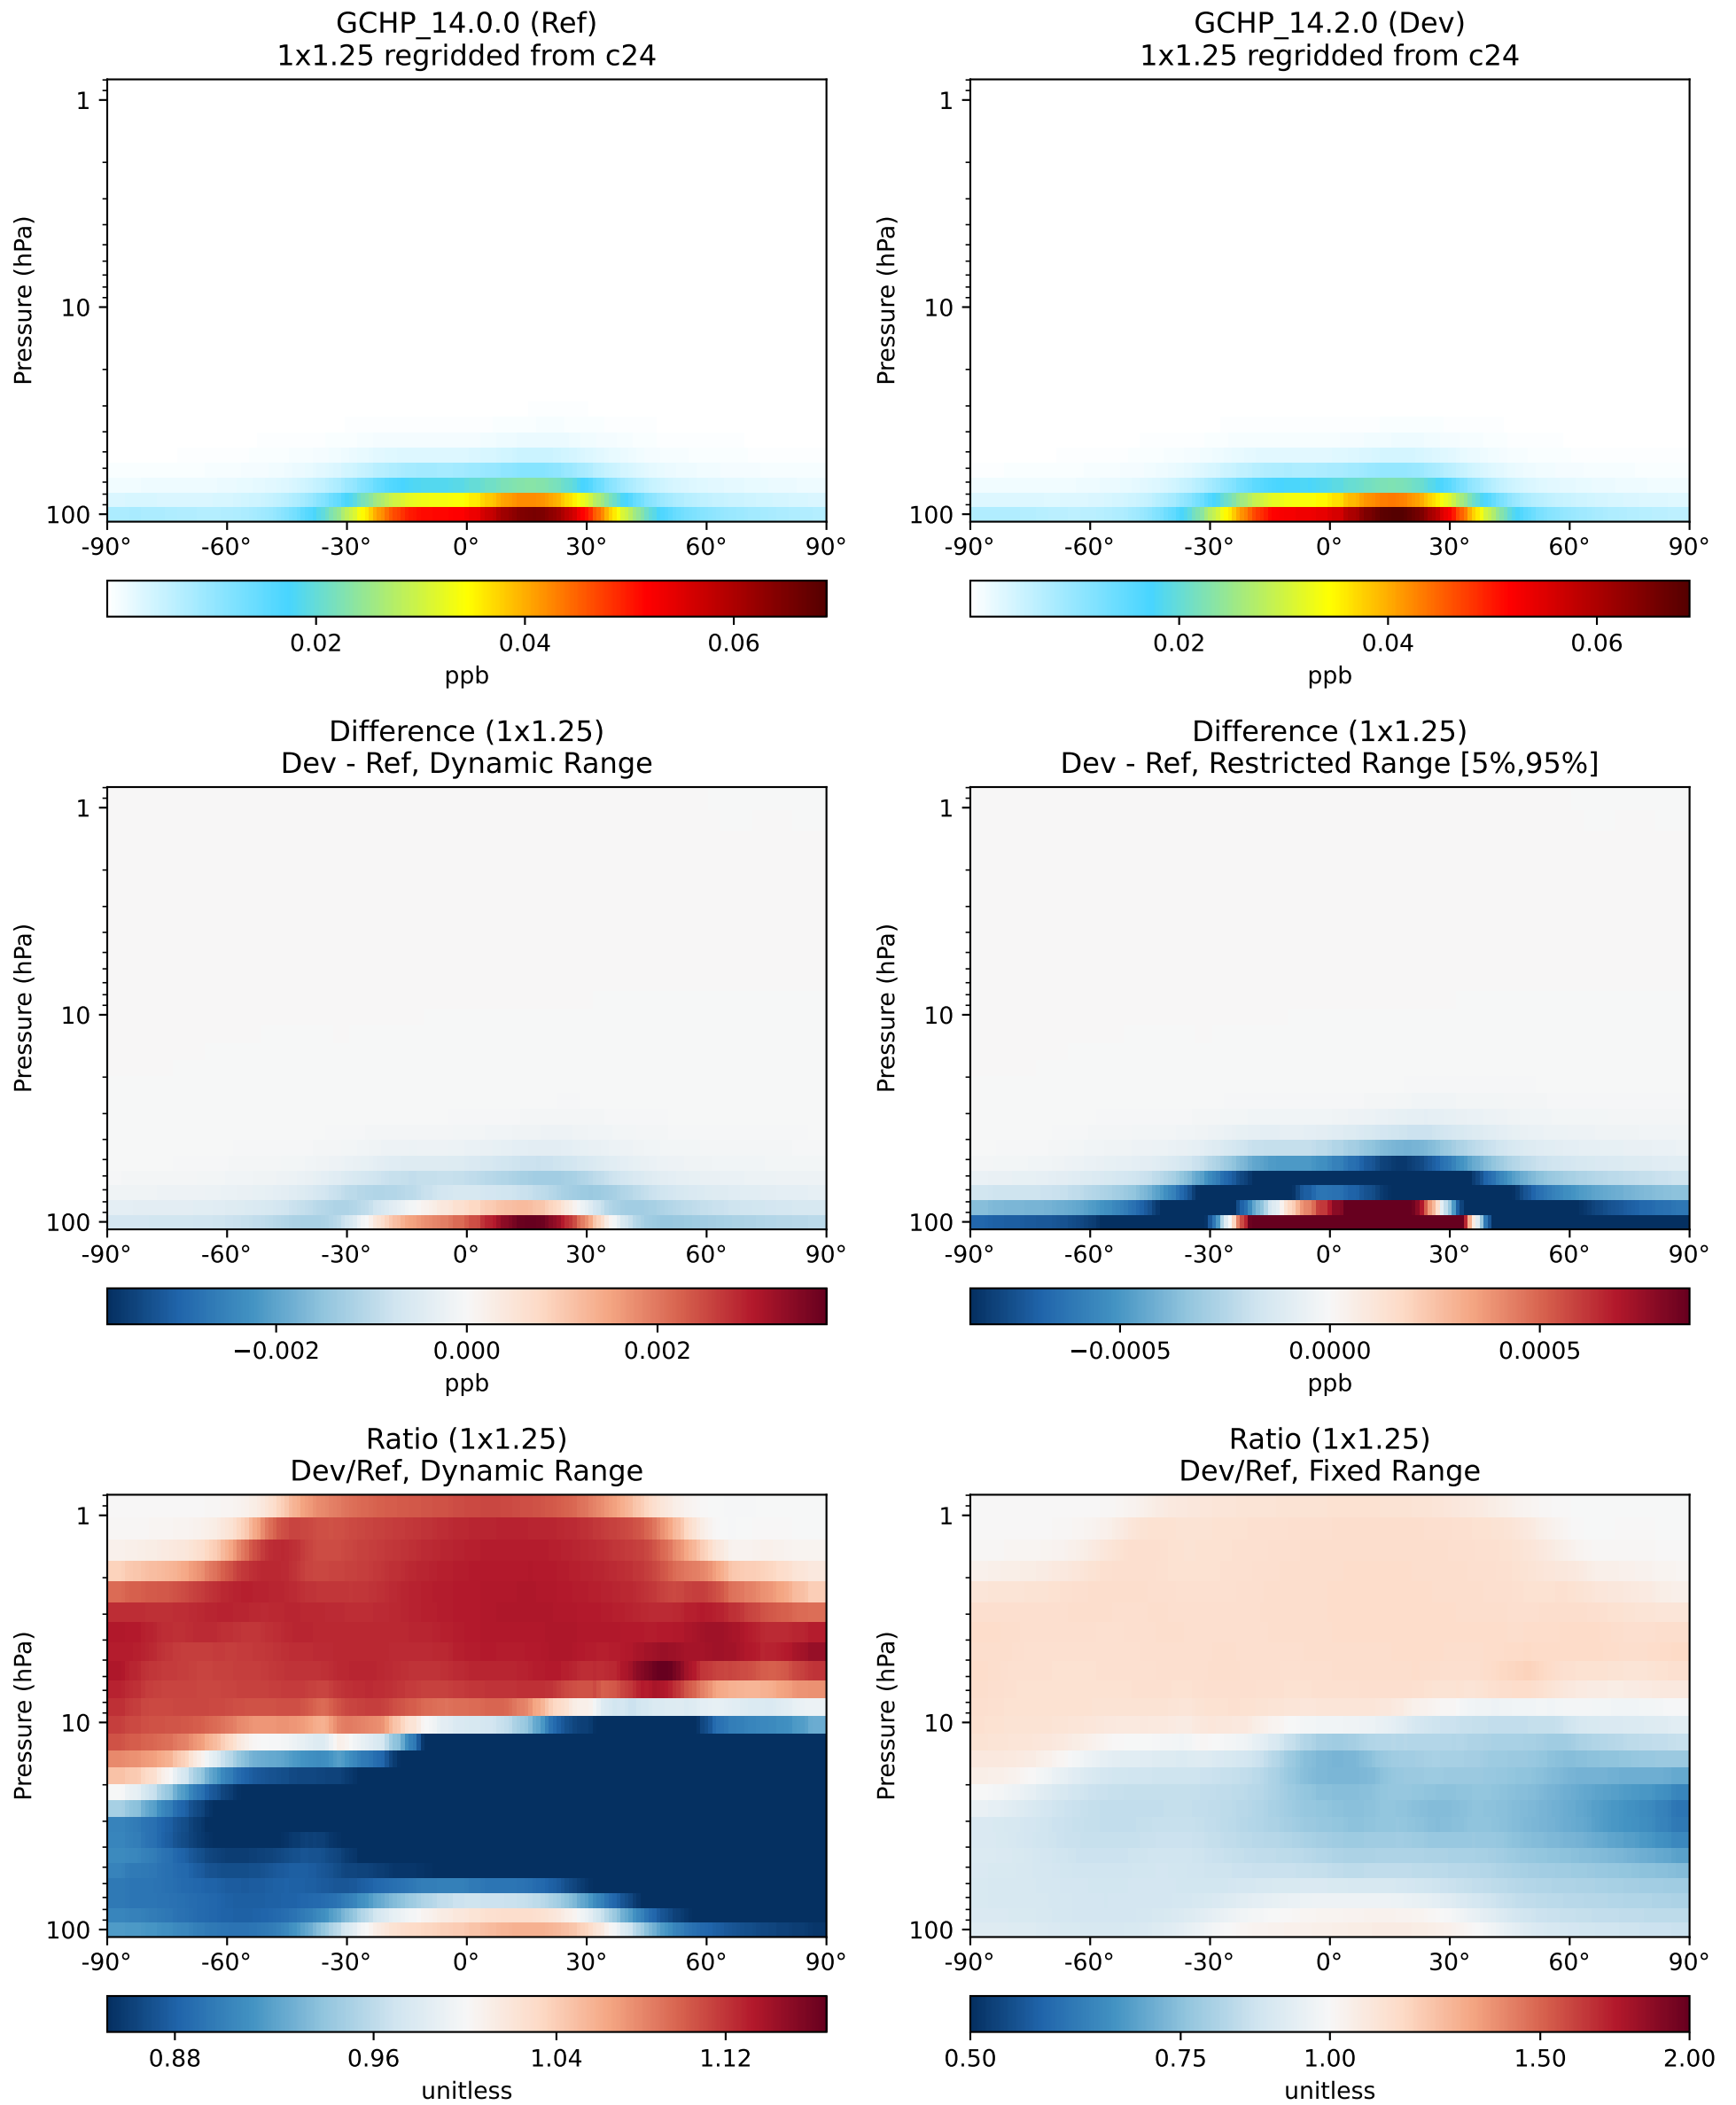 GCHP_14.0.0 (Ref)
1x1.25 regridded from c24
Pressure (hPa)
1
10
100
-90° -60° -30° 0° 30° 60° 90°
0.02 0.04 0.06
ppb
GCHP_14.2.0 (Dev)
1x1.25 regridded from c24
Pressure (hPa)
1
10
100
-90° -60° -30° 0° 30° 60° 90°
0.02 0.04 0.06
ppb
Difference (1x1.25)
Dev - Ref, Dynamic Range
Pressure (hPa)
1
10
100
-90° -60° -30° 0° 30° 60° 90°
−0.002 0.000 0.002
ppb
Difference (1x1.25)
Dev - Ref, Restricted Range [5%,95%]
Pressure (hPa)
1
10
100
-90° -60° -30° 0° 30° 60° 90°
−0.0005 0.0000 0.0005
ppb
Ratio (1x1.25)
Dev/Ref, Dynamic Range
Pressure (hPa)
1
10
100
-90° -60° -30° 0° 30° 60° 90°
0.88 0.96 1.04 1.12
unitless
Ratio (1x1.25)
Dev/Ref, Fixed Range
Pressure (hPa)
1
10
100
-90° -60° -30° 0° 30° 60° 90°
0.50 0.75 1.00 1.50 2.00
unitless